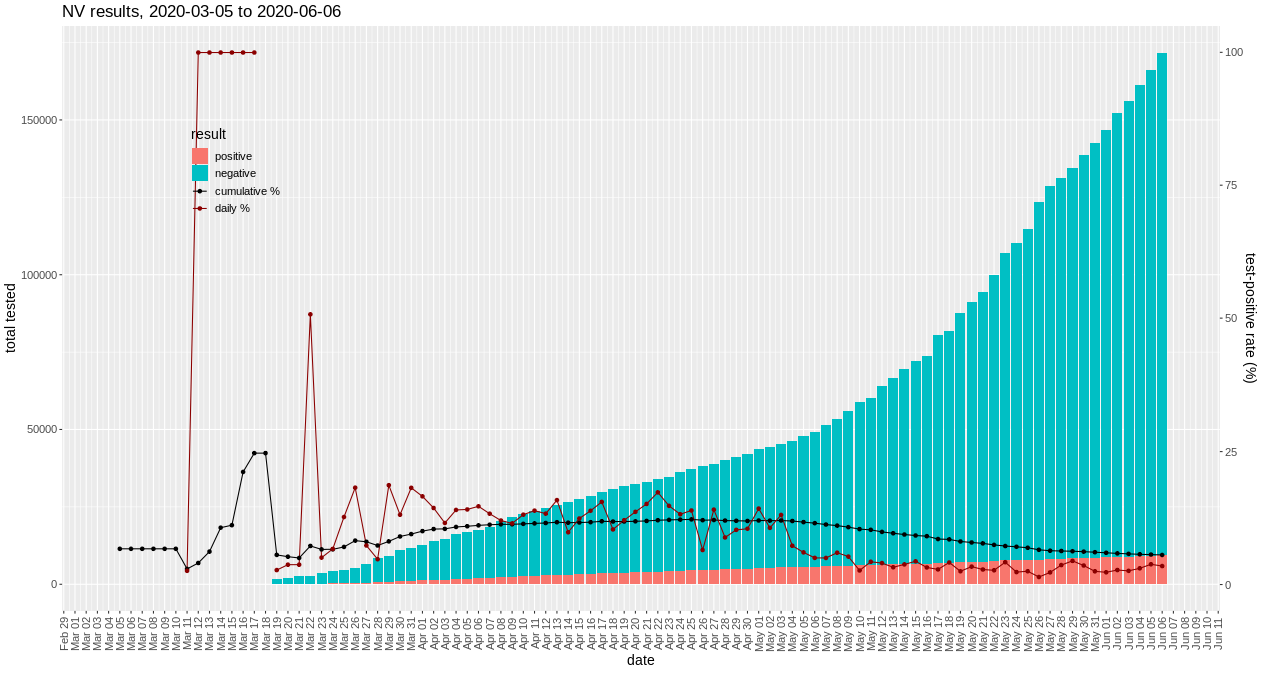 NV results, 2020-03-05 to 2020-06-06
total tested
150000
100000
50000
0
result
positive
negative
cumulative %
daily %
100
75
50
25
0
test-positive rate (%)
Feb 29
Mar 01
Mar 02
Mar 03
Mar 04
Mar 05
Mar 06
Mar 07
Mar 08
Mar 09
Mar 10
Mar 11
Mar 12
Mar 13
Mar 14
Mar 15
Mar 16
Mar 17
Mar 18
Mar 19
Mar 20
Mar 21
Mar 22
Mar 23
Mar 24
Mar 25
Mar 26
Mar 27
Mar 28
Mar 29
Mar 30
Mar 31
Apr 01
Apr 02
Apr 03
Apr 04
Apr 05
Apr 06
Apr 07
Apr 08
Apr 09
Apr 10
Apr 11
Apr 12
Apr 13
Apr 14
Apr 15
Apr 16
Apr 17
Apr 18
Apr 19
Apr 20
Apr 21
Apr 22
Apr 23
Apr 24
Apr 25
Apr 26
Apr 27
Apr 28
Apr 29
Apr 30
May 01
May 02
May 03
May 04
May 05
May 06
May 07
May 08
May 09
May 10
May 11
May 12
May 13
May 14
May 15
May 16
May 17
May 18
May 19
May 20
May 21
May 22
May 23
May 24
May 25
May 26
May 27
May 28
May 29
May 30
May 31
Jun 01
Jun 02
Jun 03
Jun 04
Jun 05
Jun 06
Jun 07
Jun 08
Jun 09
Jun 10
Jun 11
date